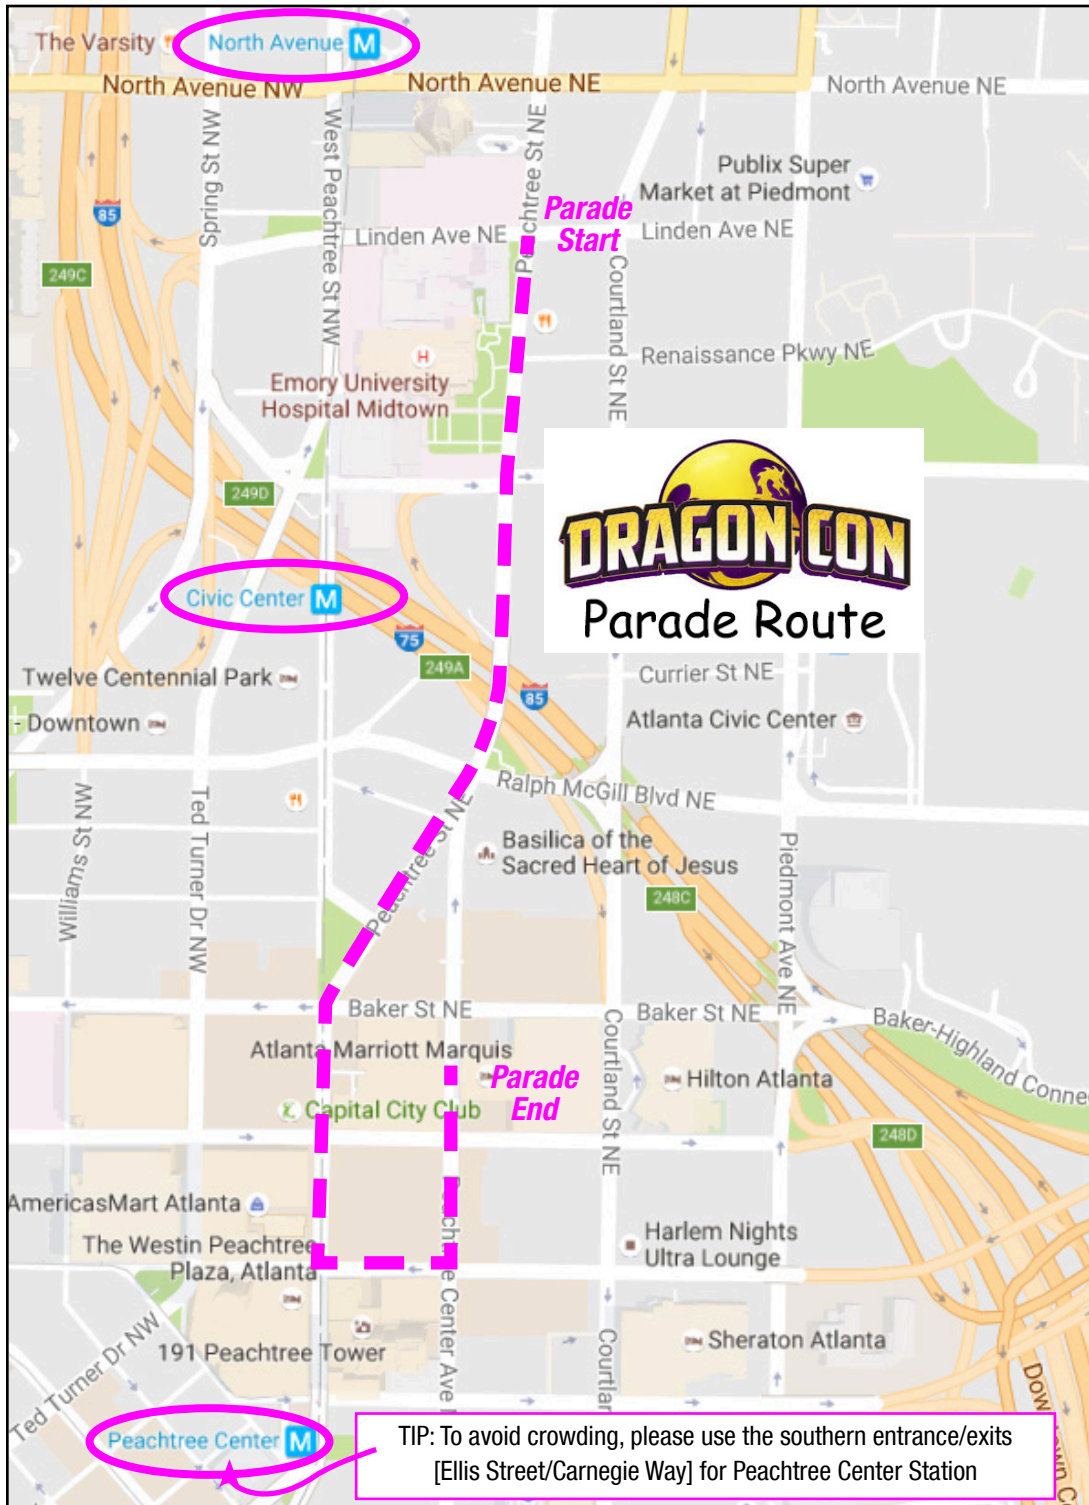 The Varsity
North Avenue M
North Avenue NW
North Avenue NE
North Avenue NE
Spring St NW
West Peachtree St NW
Peachtree St NE
Publix Super
Market at Piedmont
85
Parade
Start
Linden Ave NE
Linden Ave NE
249C
Courtland St NE
Renaissance Pkwy NE
H
Emory University
Hospital Midtown
249D
DRAGON CON
Parade Route
Civic Center M
75
249A
Twelve Centennial Park
Currier St NE
85
- Downtown
Atlanta Civic Center
Ralph McGill Blvd NE
Williams St NW
Ted Turner Dr NW
Peachtree St NE
Basilica of the
Sacred Heart of Jesus
Piedmont Ave NE
248C
Baker St NE
Baker St NE
Baker-Highland Connec
Atlanta Marriott Marquis
Parade
End
Hilton Atlanta
Capital City Club
Courtland St NE
248D
AmericasMart Atlanta
Peachtree Center Ave N
The Westin Peachtree
Plaza, Atlanta
Harlem Nights
Ultra Lounge
191 Peachtree Tower
Sheraton Atlanta
Ted Turner Dr NW
Courtlan
Peachtree Center M
TIP: To avoid crowding, please use the southern entrance/exits
[Ellis Street/Carnegie Way] for Peachtree Center Station